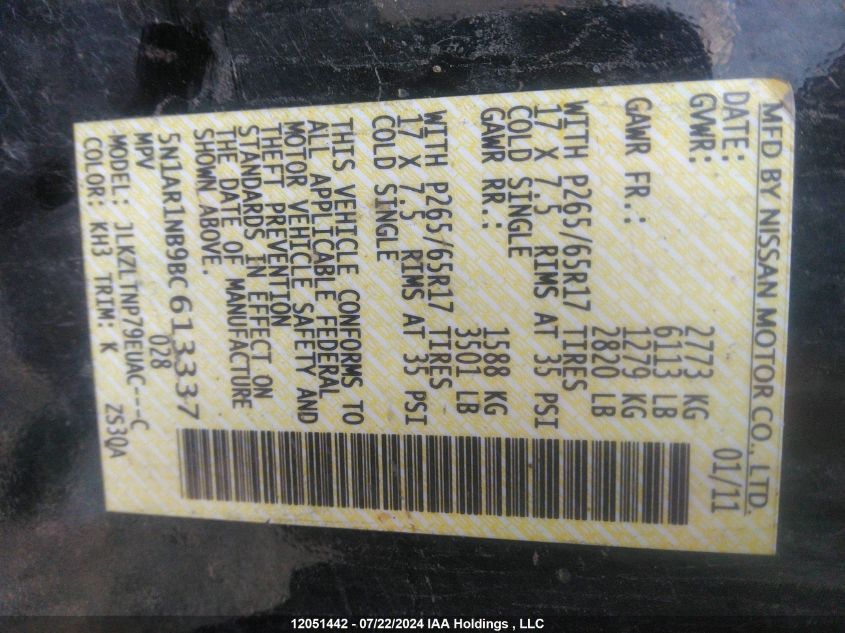 MFD BY NISSAN MOTOR CO., LTD.
DATE: 01/11
GVWR: 2773 KG
6113 LB
GAWR FR.: 1279 KG
2820 LB
WITH P265/65R17 TIRES
17 X 7.5 RIMS AT 35 PSI
COLD SINGLE
GAWR RR.: 1588 KG
3501 LB
WITH P265/65R17 TIRES
17 X 7.5 RIMS AT 35 PSI
COLD SINGLE
THIS VEHICLE CONFORMS TO
ALL APPLICABLE FEDERAL
MOTOR VEHICLE SAFETY AND
THEFT PREVENTION
STANDARDS IN EFFECT ON
THE DATE OF MANUFACTURE
SHOWN ABOVE.
5N1AR1NB9BC613337
MPV 028
MODEL: JLKZLTNP79EUAC---C
COLOR: KH3 TRIM: K ZS3QA
12051442 - 07/22/2024 IAA Holdings , LLC